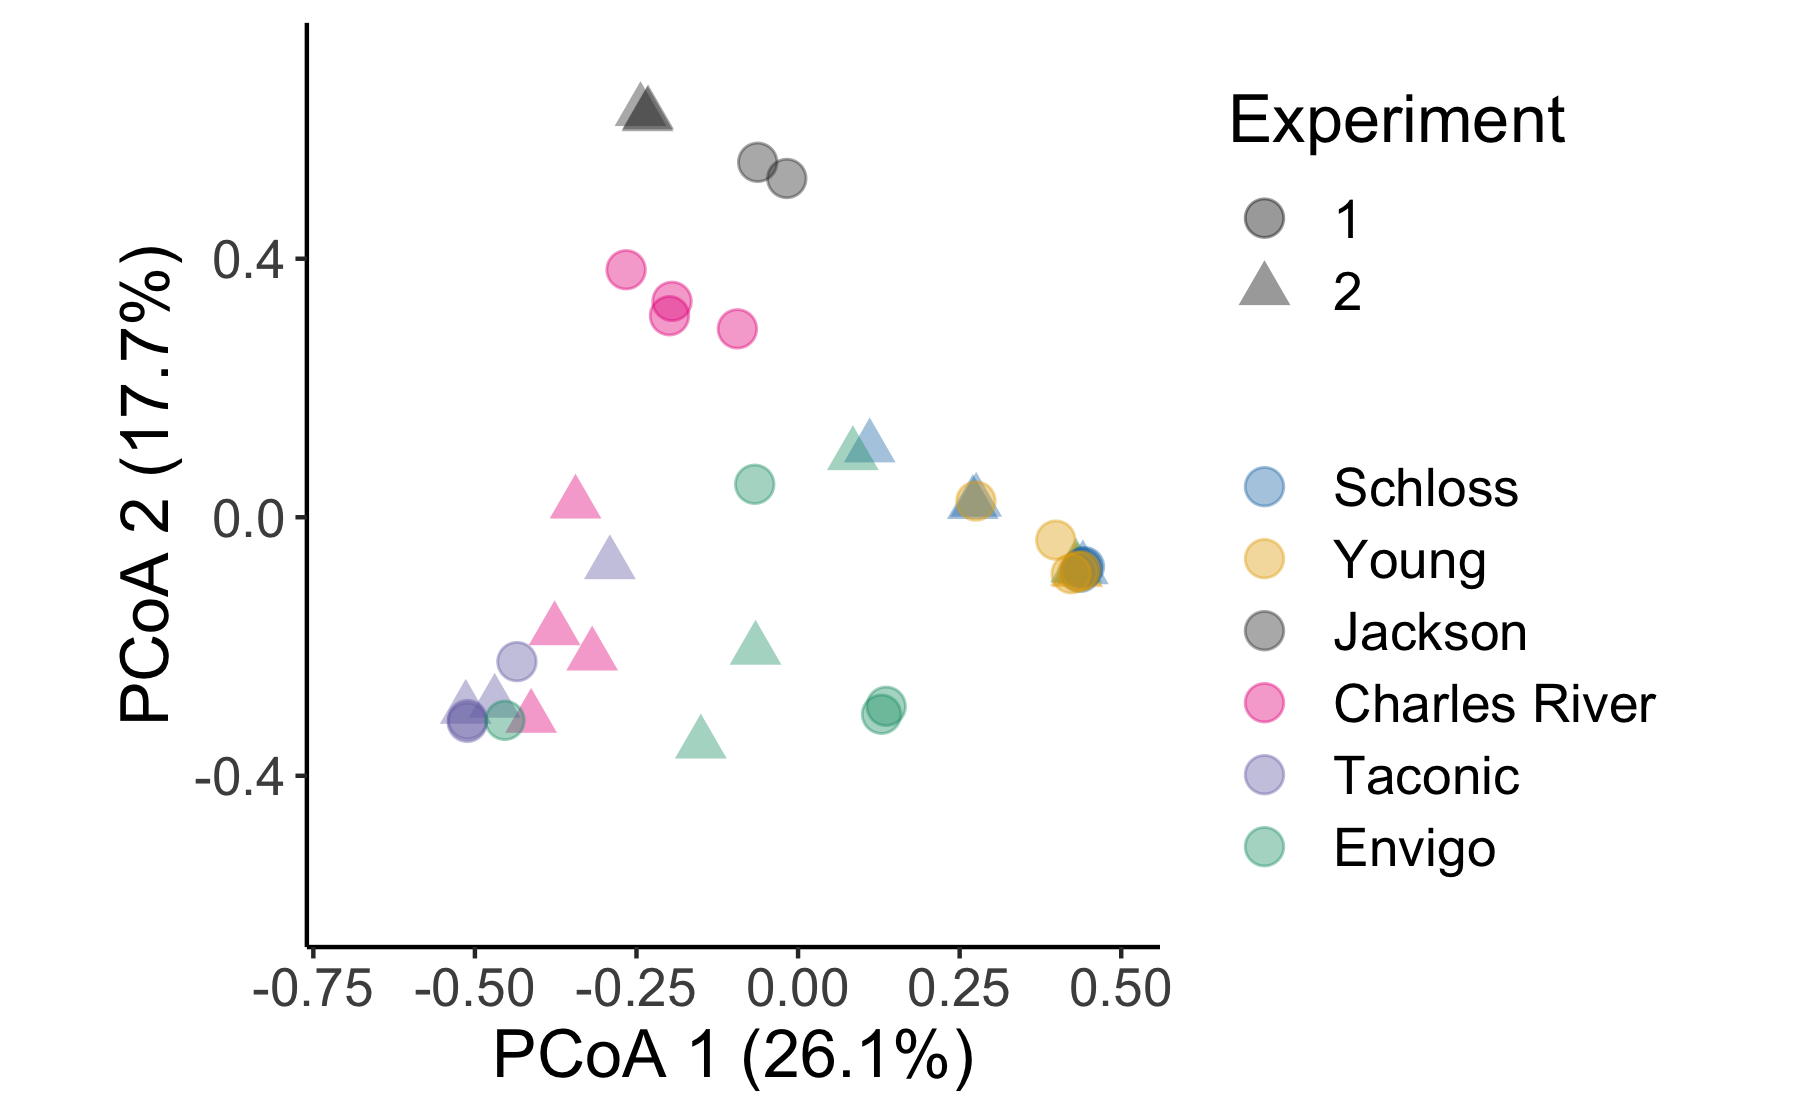 Experiment
1
2
Schloss
Young
Jackson
Charles River
Taconic
Envigo
PCoA 2 (17.7%)
0.4
0.0
-0.4
-0.75 -0.50 -0.25 0.00 0.25 0.50
PCoA 1 (26.1%)